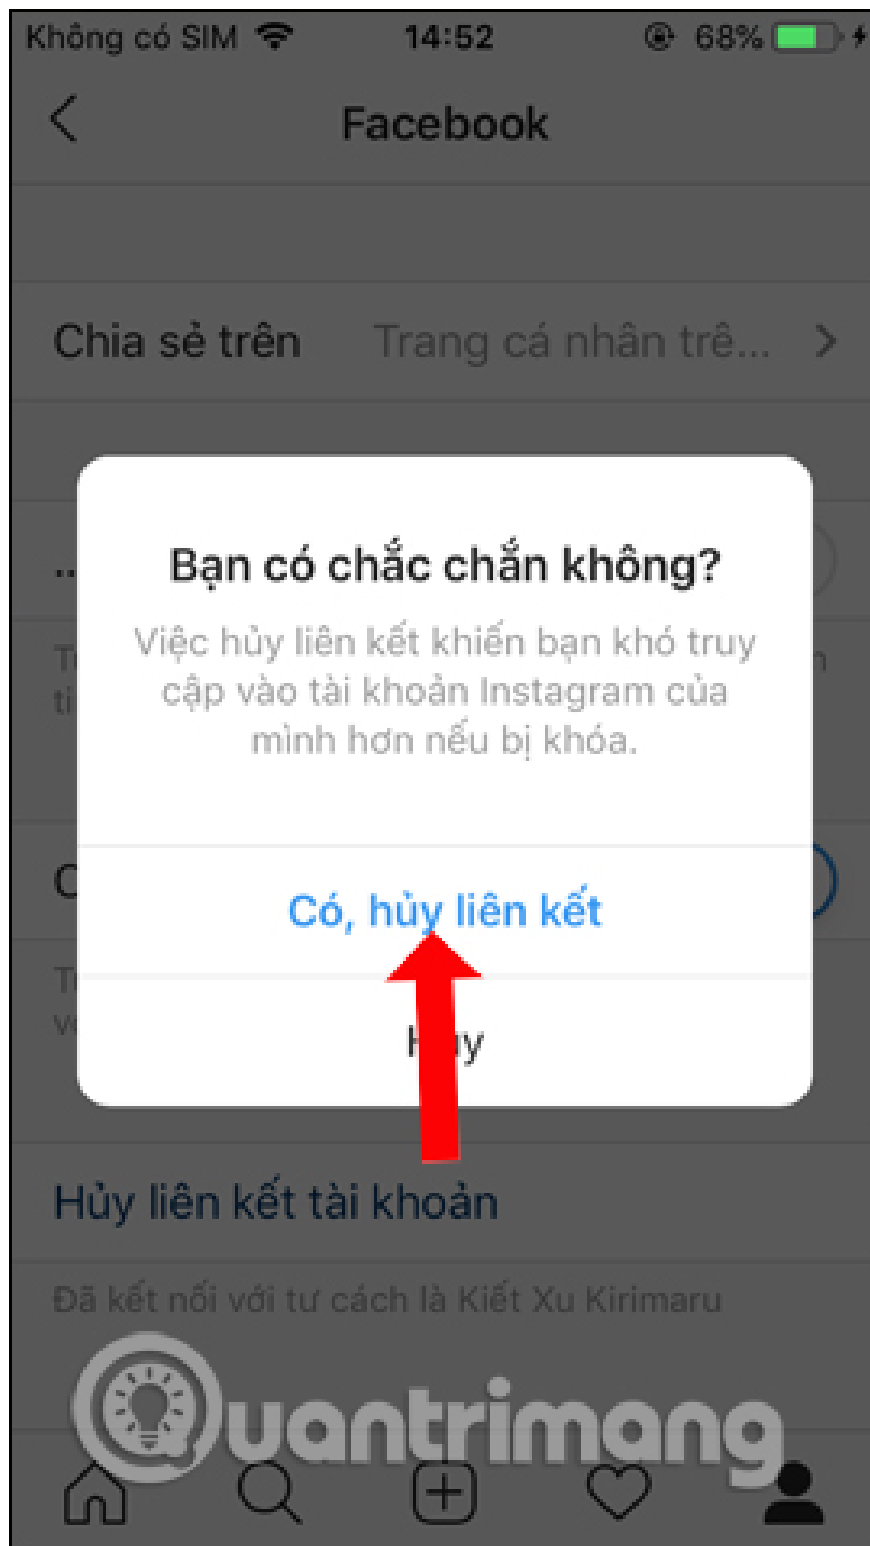 Không có SIM 14:52 68%
Facebook
Chia sẻ trên Trang cá nhân trê... >
Bạn có chắc chắn không?
Việc hủy liên kết khiến bạn khó truy
cập vào tài khoản Instagram của
mình hơn nếu bị khóa.
Có, hủy liên kết
Hủy liên kết tài khoản
Đã kết nối với tư cách là Kiết Xu Kirimaru
Quantrimang